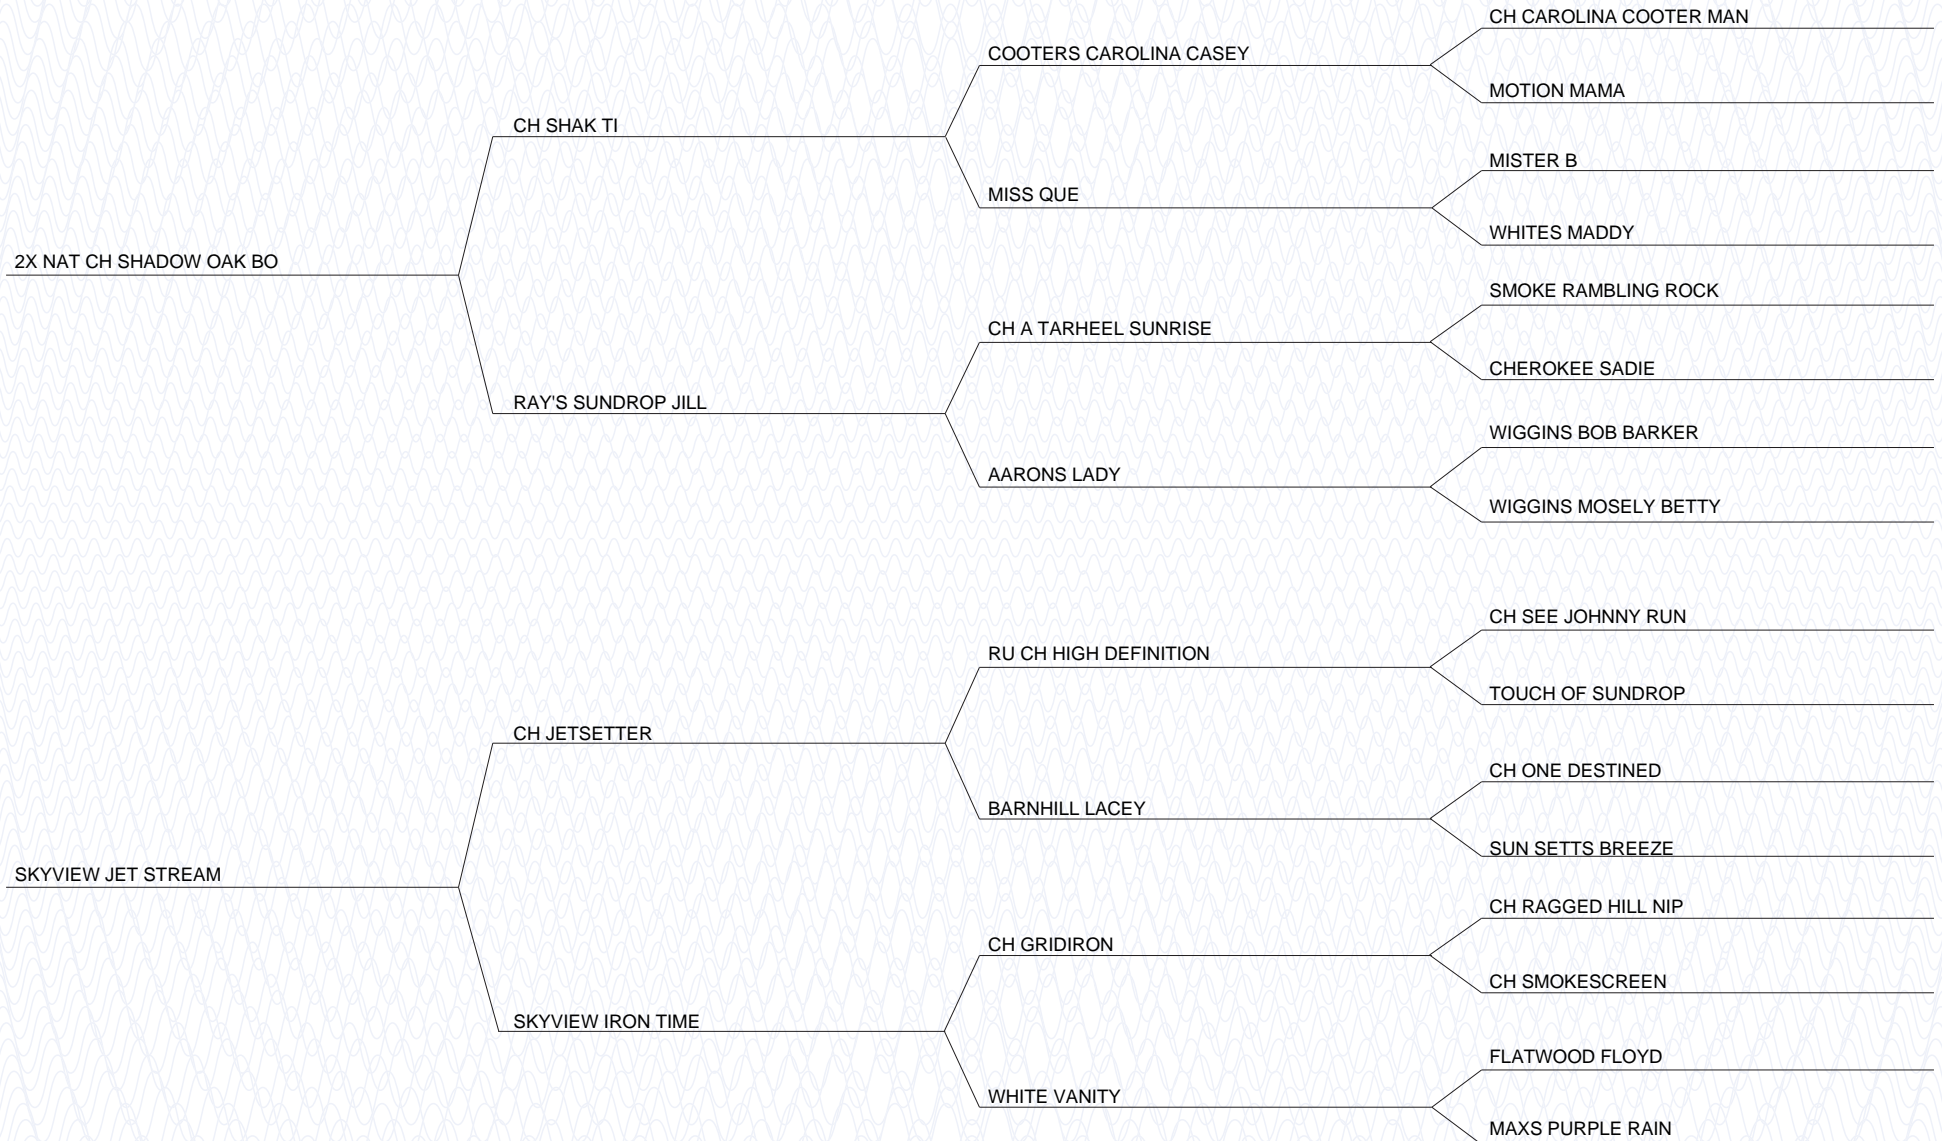 CH CAROLINA COOTER MAN
COOTERS CAROLINA CASEY
MOTION MAMA
CH SHAK TI
MISTER B
MISS QUE
WHITES MADDY
2X NAT CH SHADOW OAK BO
SMOKE RAMBLING ROCK
CH A TARHEEL SUNRISE
CHEROKEE SADIE
RAY'S SUNDROP JILL
WIGGINS BOB BARKER
AARONS LADY
WIGGINS MOSELY BETTY
CH SEE JOHNNY RUN
RU CH HIGH DEFINITION
TOUCH OF SUNDROP
CH JETSETTER
CH ONE DESTINED
BARNHILL LACEY
SUN SETTS BREEZE
SKYVIEW JET STREAM
CH RAGGED HILL NIP
CH GRIDIRON
CH SMOKESCREEN
SKYVIEW IRON TIME
FLATWOOD FLOYD
WHITE VANITY
MAXS PURPLE RAIN